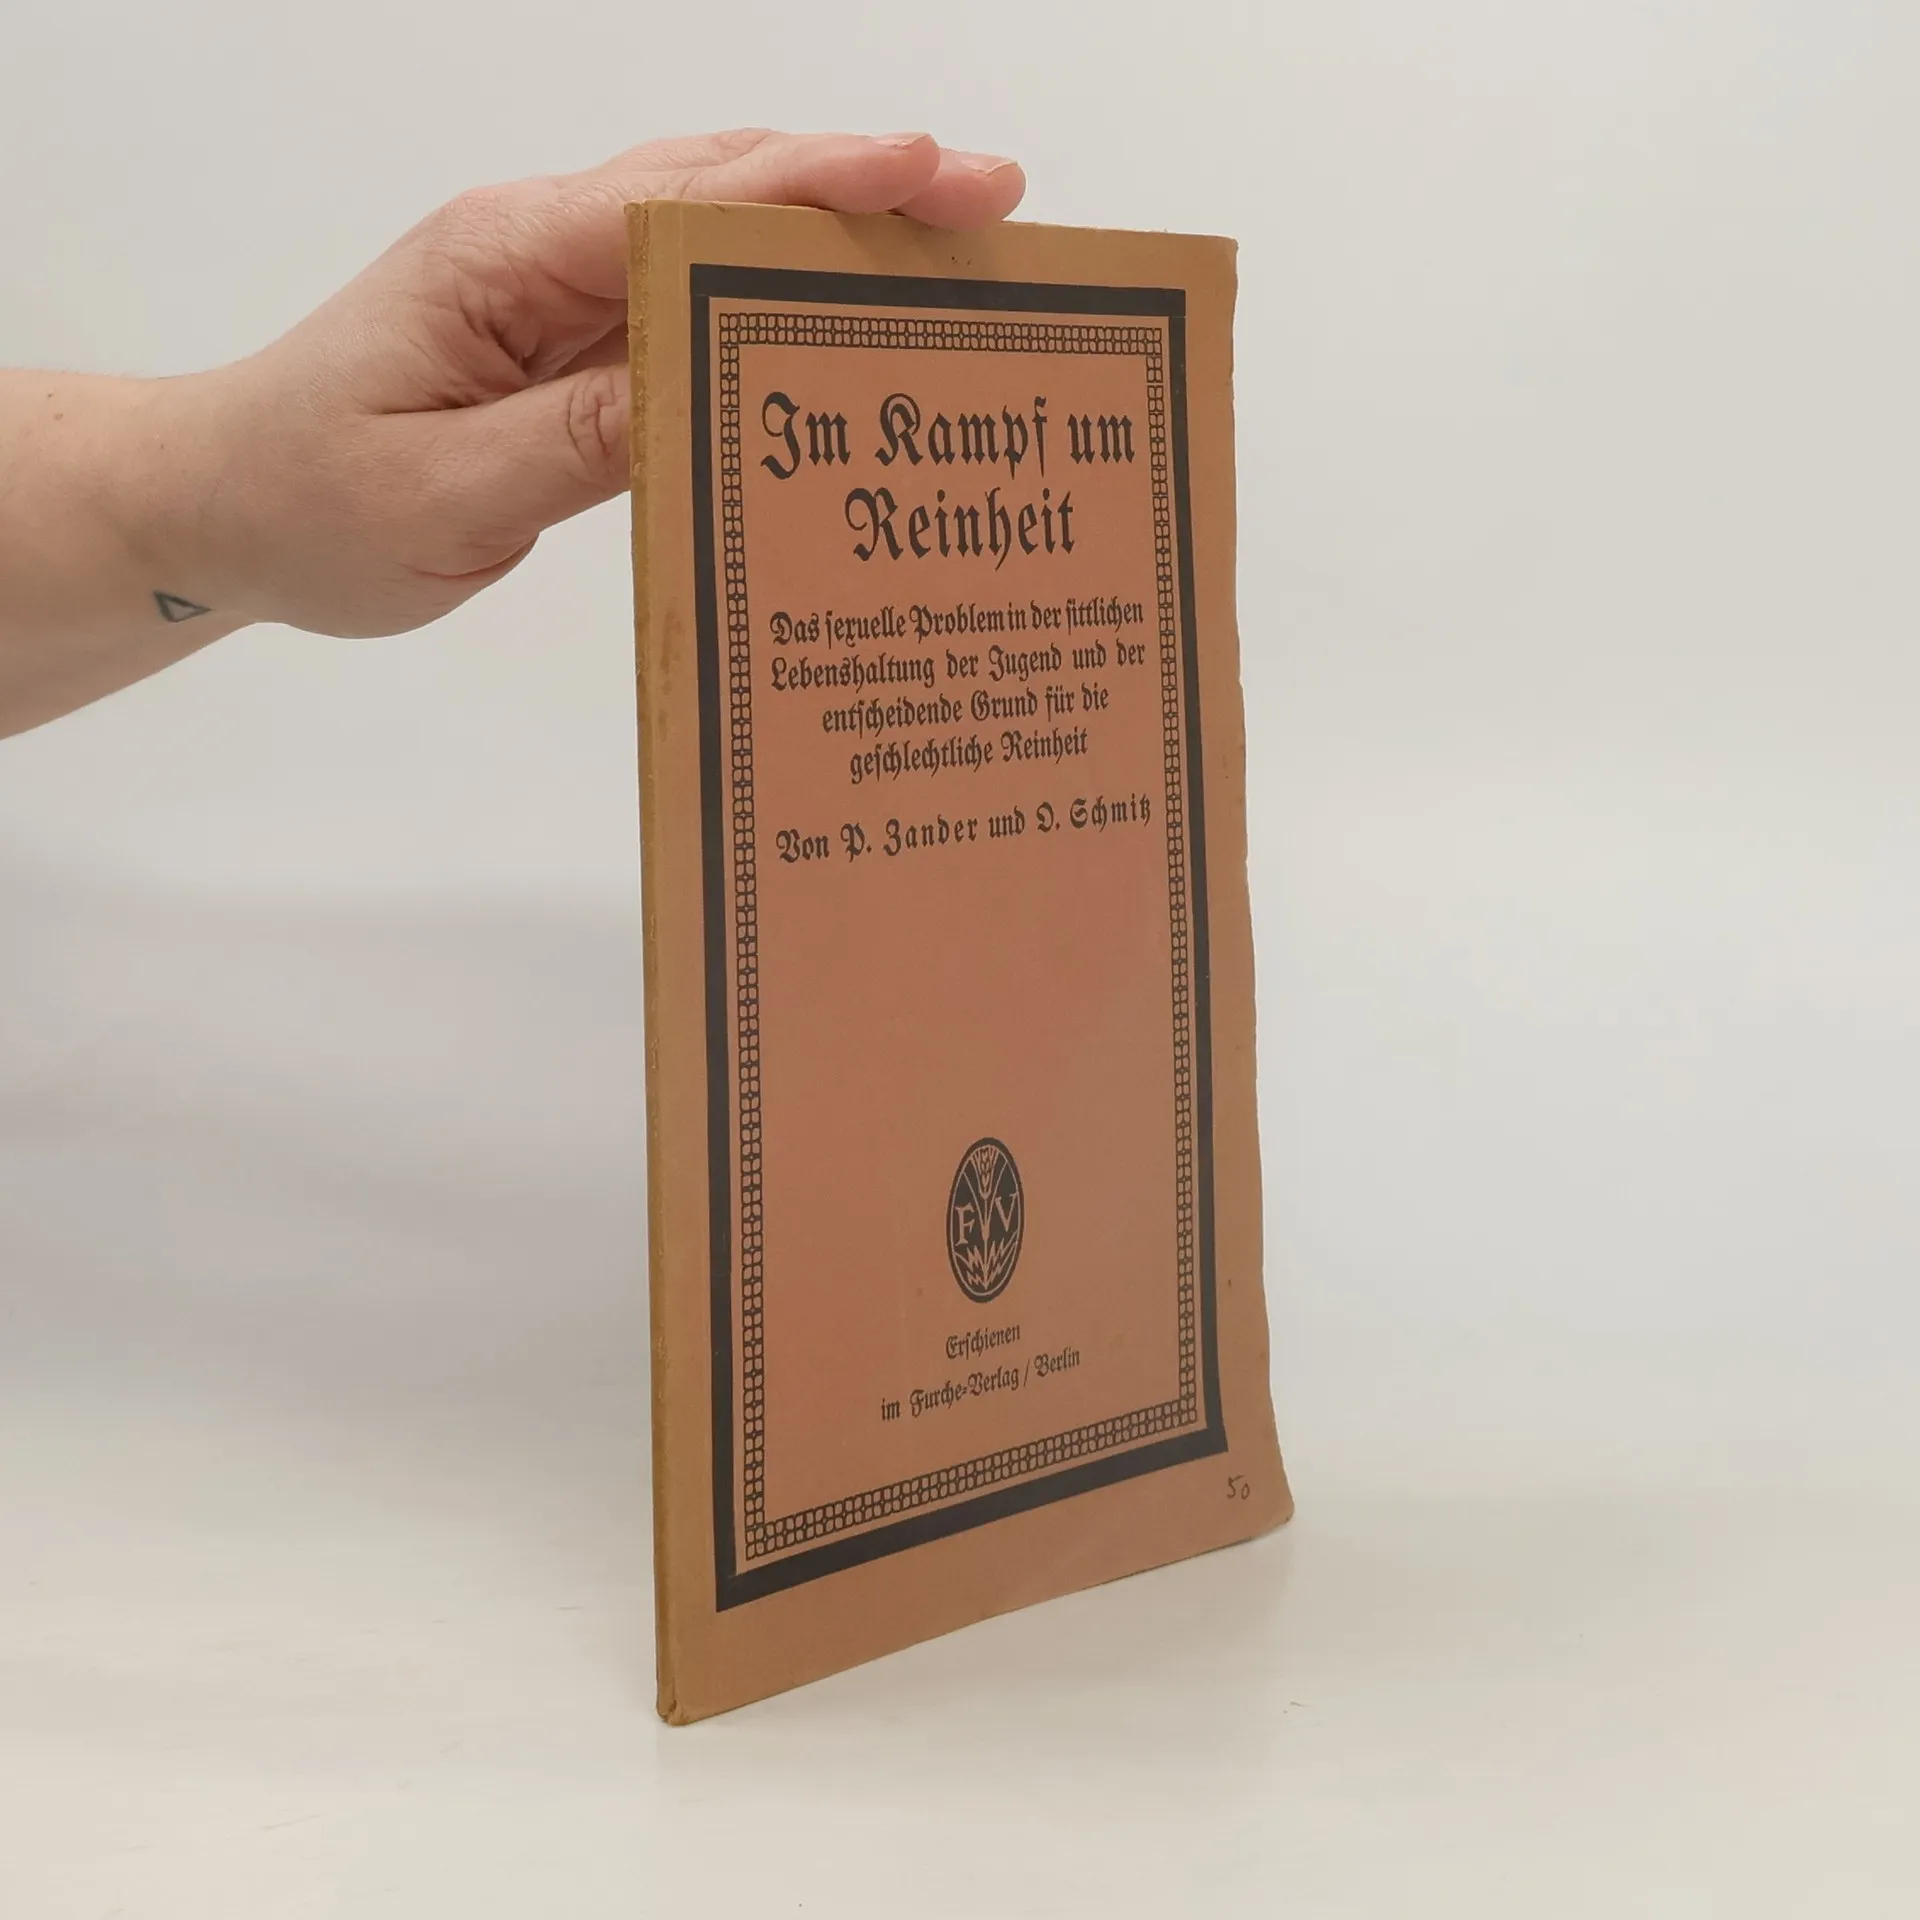 Im Kampf um
Reinheit
Das sexuelle Problem in der sittlichen
Lebenshaltung der Jugend und der
entscheidende Grund für die
geschlechtliche Reinheit
Von P. Zander und O. Schmitz
F V
Erschienen
im Furche-Verlag / Berlin
50